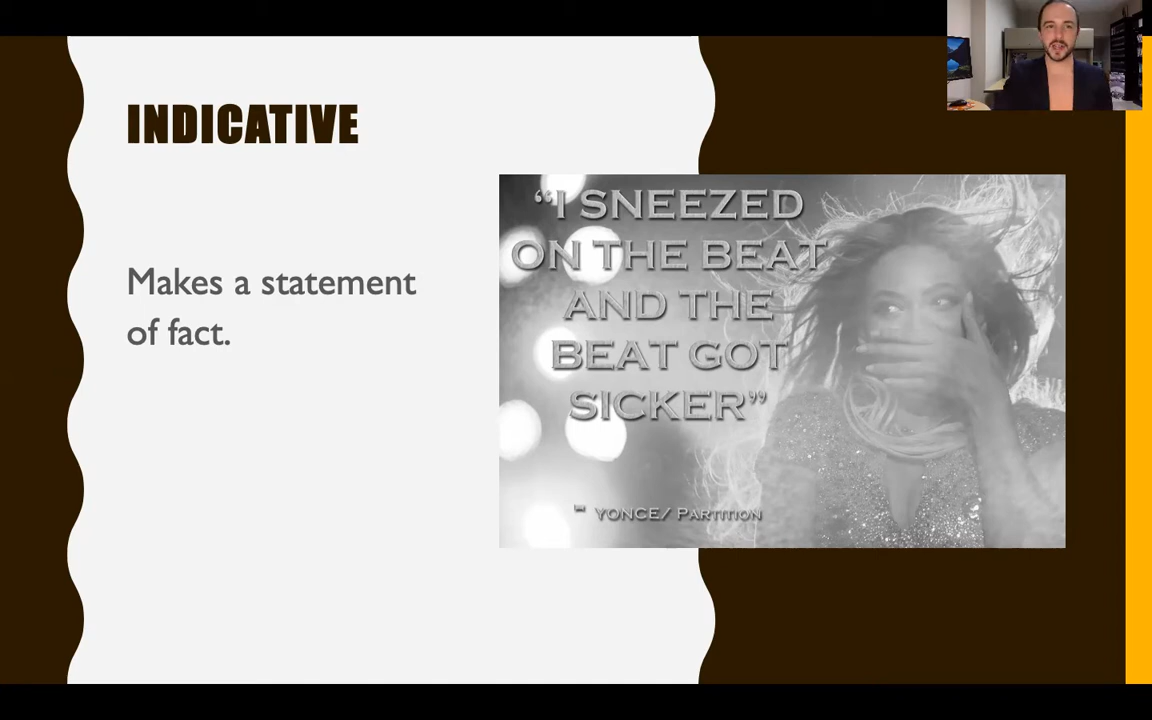 INDICATIVE
Makes a statement
of fact.
“I SNEEZED
ON THE BEAT
AND THE
BEAT GOT
SICKER”
~ YONCE/ PARTITION